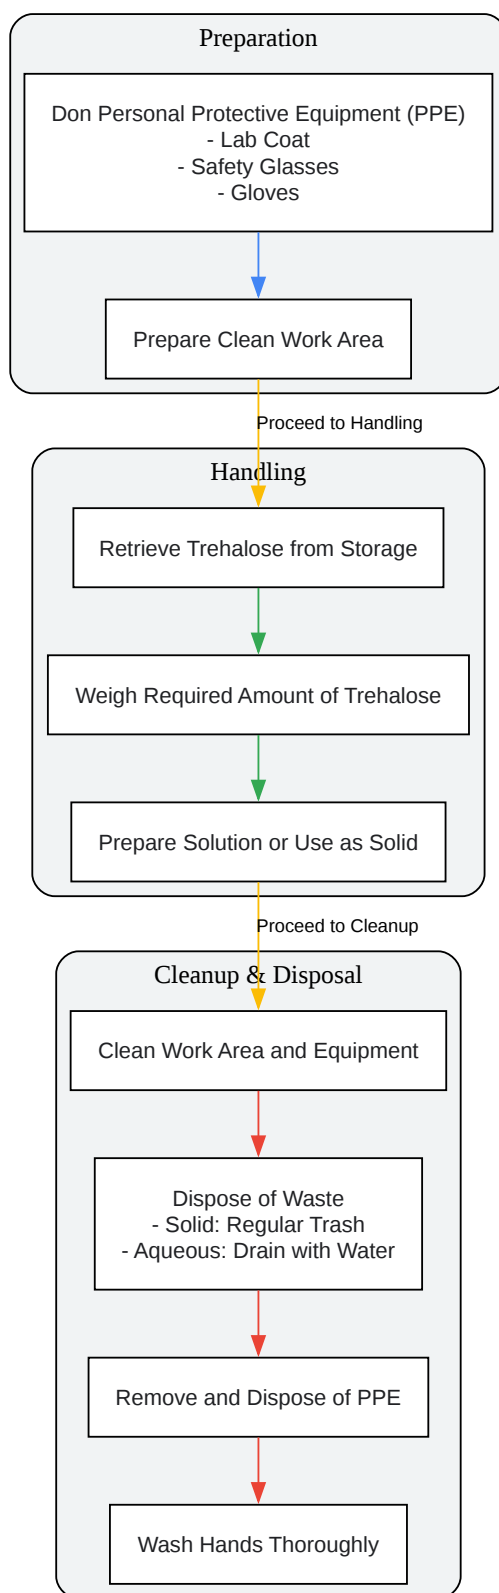 Preparation
Don Personal Protective Equipment (PPE)
- Lab Coat
- Safety Glasses
- Gloves
Prepare Clean Work Area
Proceed to Handling
Handling
Retrieve Trehalose from Storage
Weigh Required Amount of Trehalose
Prepare Solution or Use as Solid
Proceed to Cleanup
Cleanup & Disposal
Clean Work Area and Equipment
Dispose of Waste
- Solid: Regular Trash
- Aqueous: Drain with Water
Remove and Dispose of PPE
Wash Hands Thoroughly